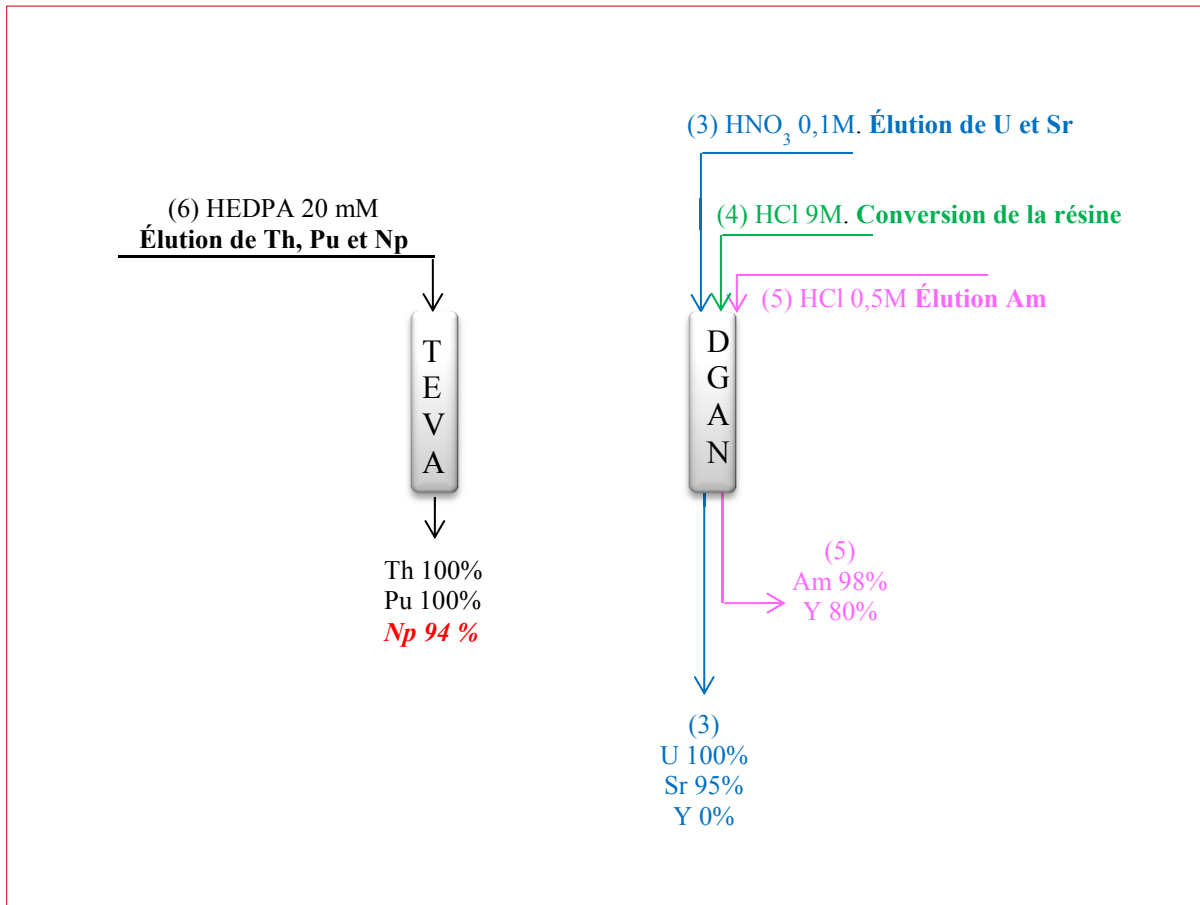 (3) HNO3 0,1M. Élution de U et Sr
(6) HEDPA 20 mM
Élution de Th, Pu et Np
(4) HCl 9M. Conversion de la résine
(5) HCl 0,5M Élution Am
T
E
V
A
D
G
A
N
Th 100%
Pu 100%
Np 94 %
(5)
Am 98%
Y 80%
(3)
U 100%
Sr 95%
Y 0%